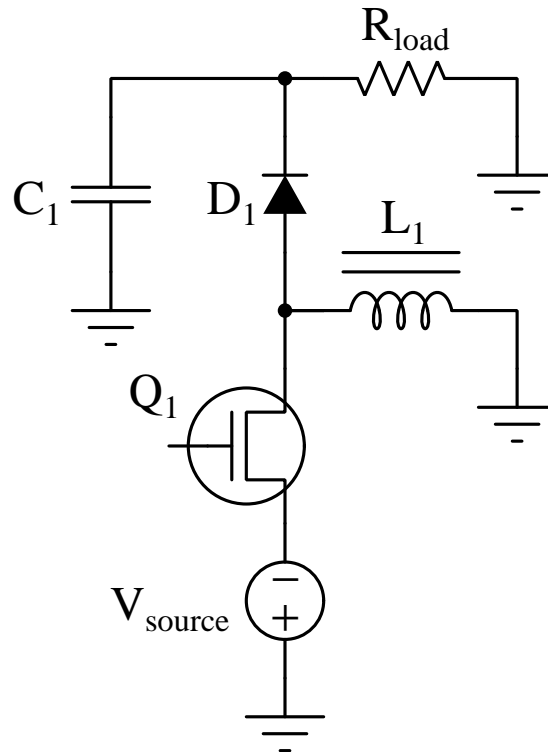 R_load
C_1
D_1
L_1
Q_1
V_source
−
+